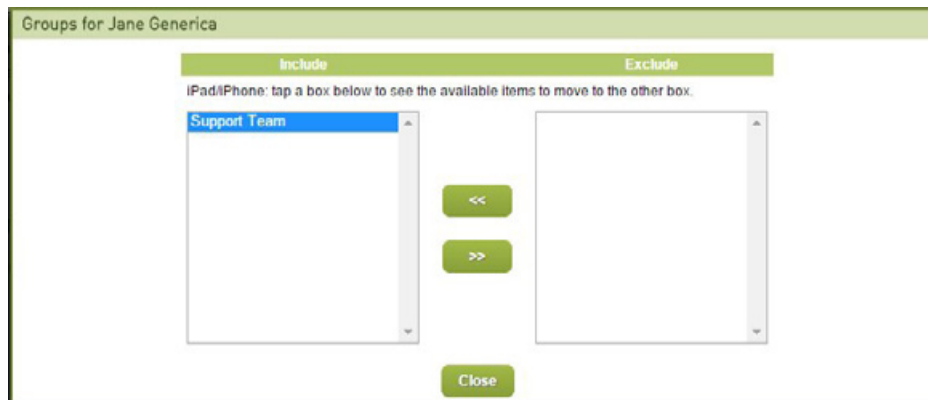 Groups for Jane Generica
Include Exclude
iPad/iPhone: tap a box below to see the available items to move to the other box.
Support Team
<<
>>
Close